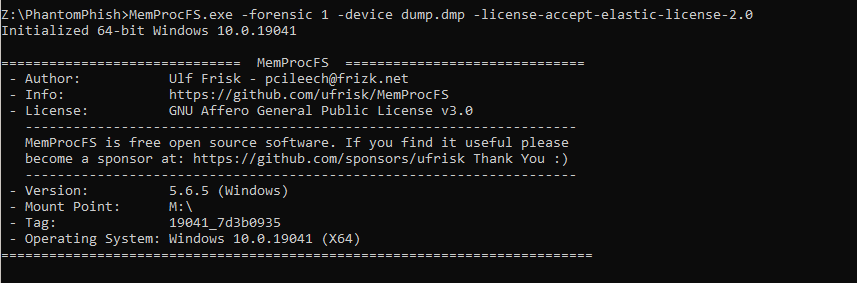 Z:\PhantomPhish>MemProcFS.exe -forensic 1 -device dump.dmp -license-accept-elastic-license-2.0
Initialized 64-bit Windows 10.0.19041
============================== MemProcFS ==============================
- Author: Ulf Frisk - pcileech@frizk.net
- Info: https://github.com/ufrisk/MemProcFS
- License: GNU Affero General Public License v3.0
---------------------------------------------------------------------
MemProcFS is free open source software. If you find it useful please
become a sponsor at: https://github.com/sponsors/ufrisk Thank You :)
---------------------------------------------------------------------
- Version: 5.6.5 (Windows)
- Mount Point: M:\
- Tag: 19041_7d3b0935
- Operating System: Windows 10.0.19041 (X64)
==========================================================================